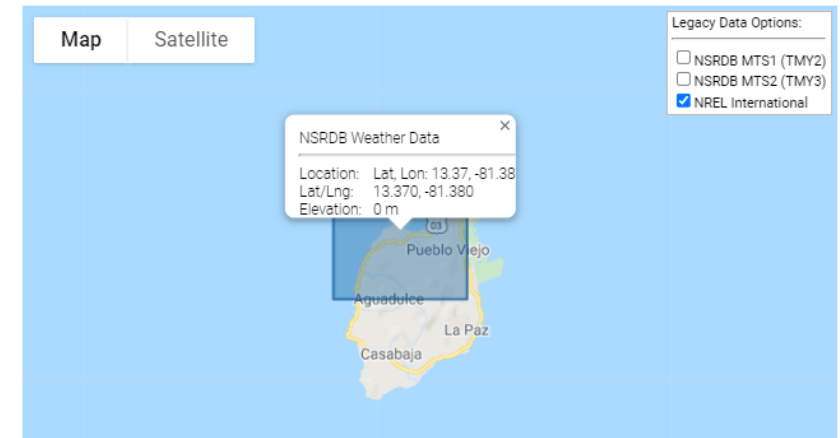 Map
Satellite
Legacy Data Options:
NSRDB MTS1 (TMY2)
NSRDB MTS2 (TMY3)
NREL International
NSRDB Weather Data
×
Location: Lat, Lon: 13.37, -81.38
Lat/Lng: 13.370, -81.380
Elevation: 0 m
03
Pueblo Viejo
Aguadulce
La Paz
Casabaja